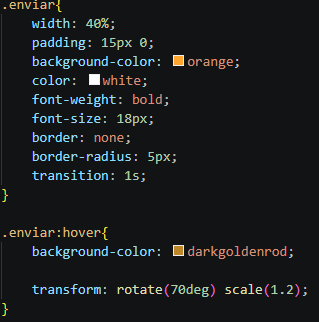 .enviar{
    width: 40%;
    padding: 15px 0;
    background-color: orange;
    color: white;
    font-weight: bold;
    font-size: 18px;
    border: none;
    border-radius: 5px;
    transition: 1s;
}

.enviar:hover{
    background-color: darkgoldenrod;

    transform: rotate(70deg) scale(1.2);
}